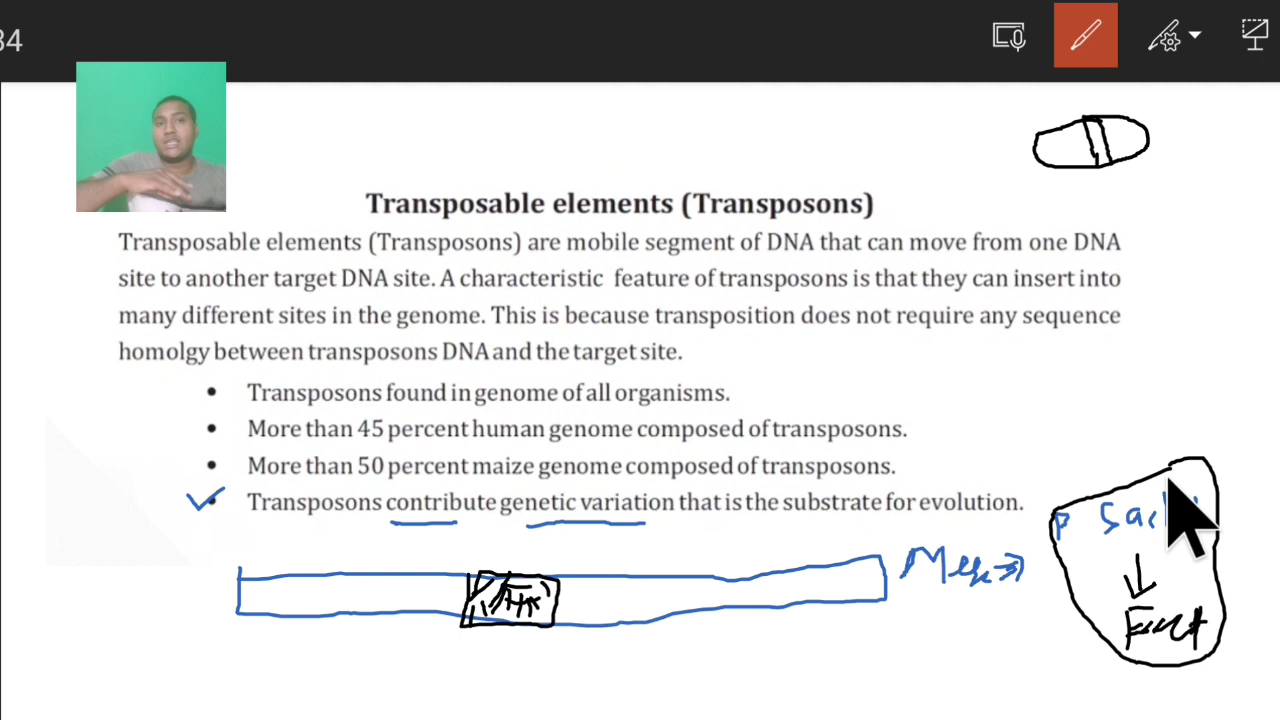 34
Transposable elements (Transposons)
Transposable elements (Transposons) are mobile segment of DNA that can move from one DNA
site to another target DNA site. A characteristic feature of transposons is that they can insert into
many different sites in the genome. This is because transposition does not require any sequence
homolgy between transposons DNA and the target site.
• Transposons found in genome of all organisms.
• More than 45 percent human genome composed of transposons.
• More than 50 percent maize genome composed of transposons.
• Transposons contribute genetic variation that is the substrate for evolution.
P